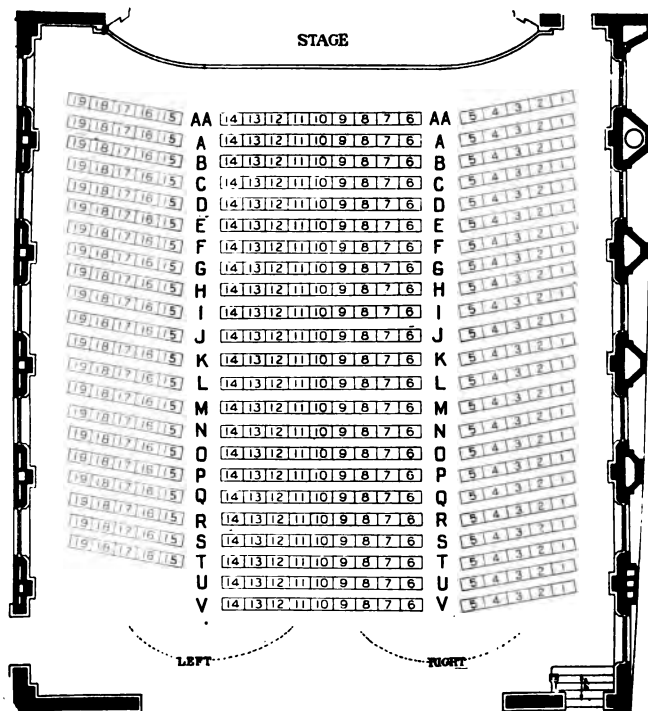 STAGE
19 18 17 16 15 AA 14 13 12 11 10 9 8 7 6 AA 5 4 3 2 1
19 18 17 16 15 A 14 13 12 11 10 9 8 7 6 A 5 4 3 2 1
19 18 17 16 15 B 14 13 12 11 10 9 8 7 6 B 5 4 3 2 1
19 18 17 16 15 C 14 13 12 11 10 9 8 7 6 C 5 4 3 2 1
19 18 17 16 15 D 14 13 12 11 10 9 8 7 6 D 5 4 3 2 1
19 18 17 16 15 E 14 13 12 11 10 9 8 7 6 E 5 4 3 2 1
19 18 17 16 15 F 14 13 12 11 10 9 8 7 6 F 5 4 3 2 1
19 18 17 16 15 G 14 13 12 11 10 9 8 7 6 G 5 4 3 2 1
19 18 17 16 15 H 14 13 12 11 10 9 8 7 6 H 5 4 3 2 1
19 18 17 16 15 I 14 13 12 11 10 9 8 7 6 I 5 4 3 2 1
19 18 17 16 15 J 14 13 12 11 10 9 8 7 6 J 5 4 3 2 1
19 18 17 16 15 K 14 13 12 11 10 9 8 7 6 K 5 4 3 2 1
19 18 17 16 15 L 14 13 12 11 10 9 8 7 6 L 5 4 3 2 1
19 18 17 16 15 M 14 13 12 11 10 9 8 7 6 M 5 4 3 2 1
19 18 17 16 15 N 14 13 12 11 10 9 8 7 6 N 5 4 3 2 1
19 18 17 16 15 O 14 13 12 11 10 9 8 7 6 O 5 4 3 2 1
19 18 17 16 15 P 14 13 12 11 10 9 8 7 6 P 5 4 3 2 1
19 18 17 16 15 Q 14 13 12 11 10 9 8 7 6 Q 5 4 3 2 1
19 18 17 16 15 R 14 13 12 11 10 9 8 7 6 R 5 4 3 2 1
19 18 17 16 15 S 14 13 12 11 10 9 8 7 6 S 5 4 3 2 1
19 18 17 16 15 T 14 13 12 11 10 9 8 7 6 T 5 4 3 2 1
U 14 13 12 11 10 9 8 7 6 U 5 4 3 2 1
V 14 13 12 11 10 9 8 7 6 V 5 4 3 2 1
LEFT RIGHT